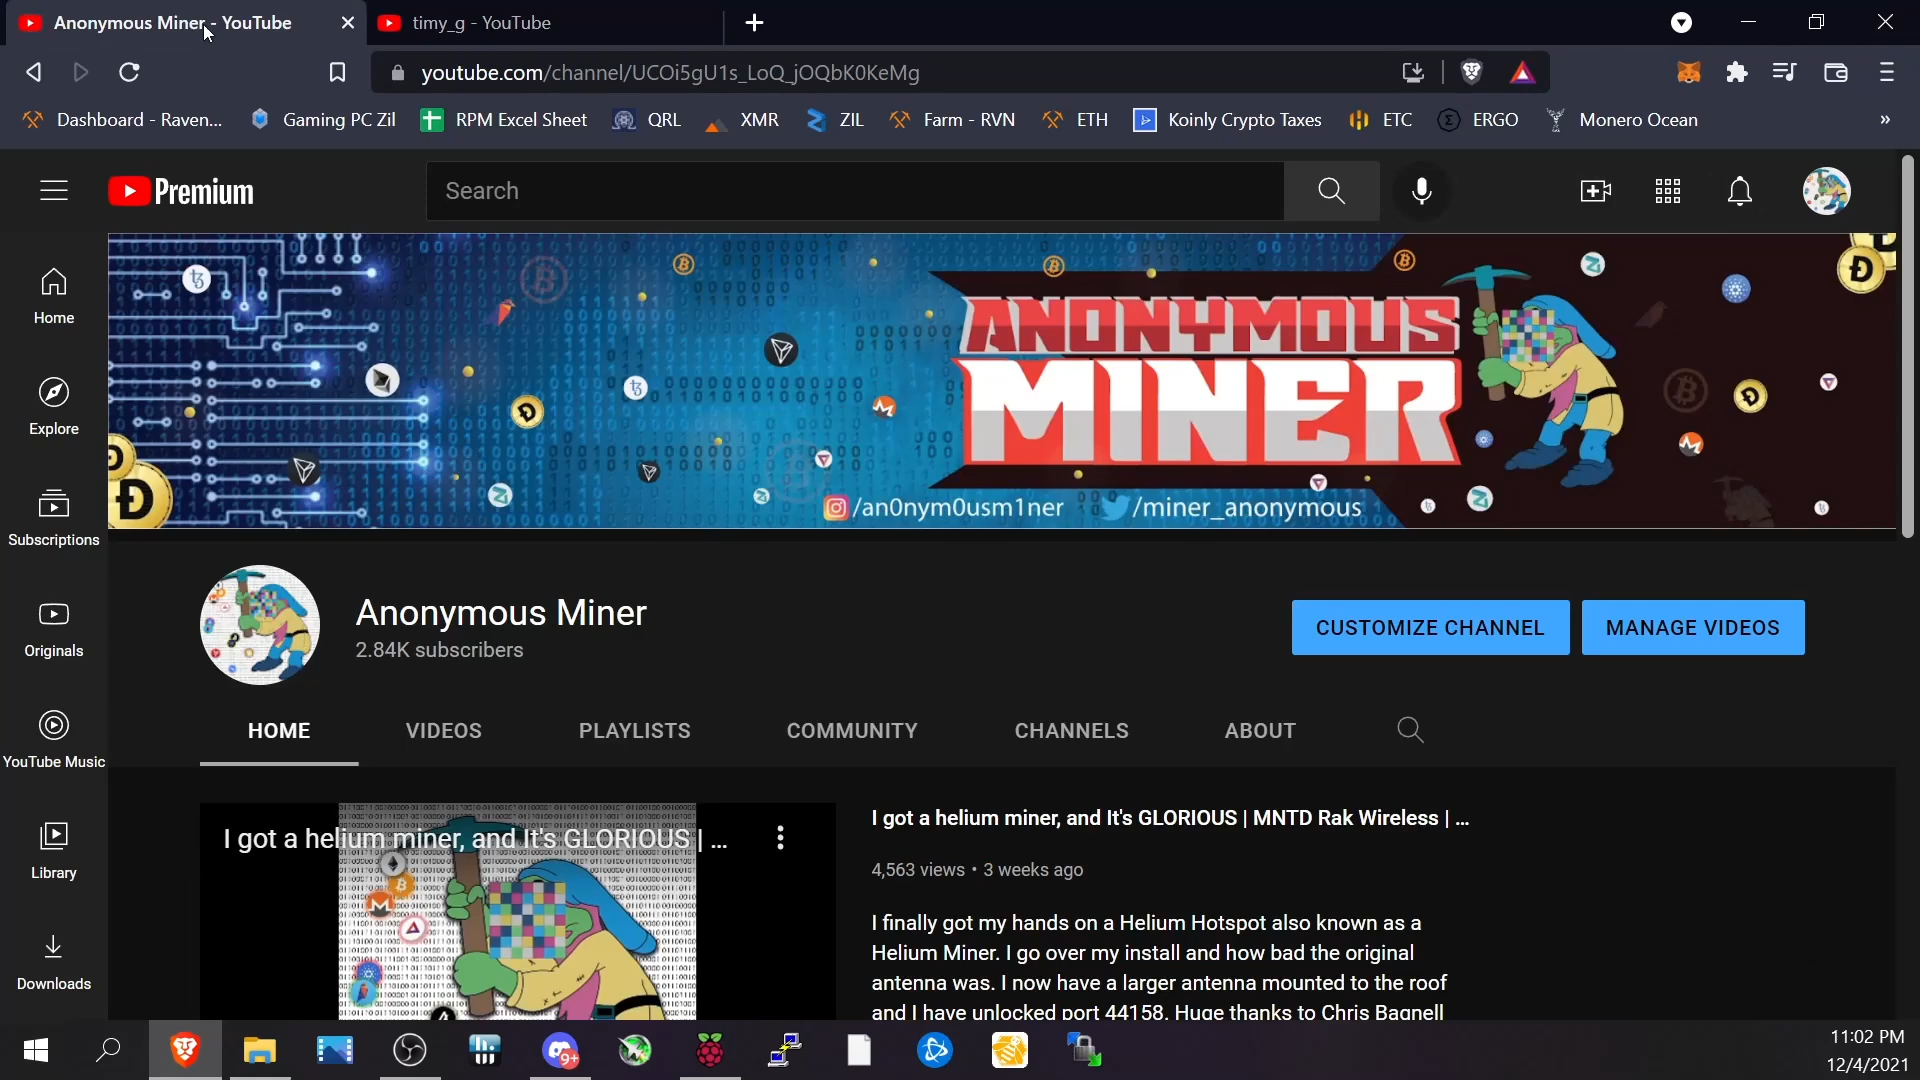 Anonymous Miner - YouTube
timy_g - YouTube
youtube.com/channel/UCOi5gU1s_LoQ_jOQbK0KeMg
Dashboard - Raven...
Gaming PC Zil
RPM Excel Sheet
QRL
XMR
ZIL
Farm - RVN
ETH
Koinly Crypto Taxes
ETC
ERGO
Monero Ocean
»
Premium
Search
Home
Explore
Subscriptions
Originals
YouTube Music
Library
Downloads
ANONYMOUS
MINER
/an0nym0usm1ner
/miner_anonymous
Anonymous Miner
2.84K subscribers
CUSTOMIZE CHANNEL
MANAGE VIDEOS
HOME
VIDEOS
PLAYLISTS
COMMUNITY
CHANNELS
ABOUT
I got a helium miner, and It's GLORIOUS | ...
I got a helium miner, and It's GLORIOUS | MNTD Rak Wireless | ...
4,563 views • 3 weeks ago
I finally got my hands on a Helium Hotspot also known as a
Helium Miner. I go over my install and how bad the original
antenna was. I now have a larger antenna mounted to the roof
and I have unlocked port 44158. Huge thanks to Chris Bagnell
9+
11:02 PM
12/4/2021